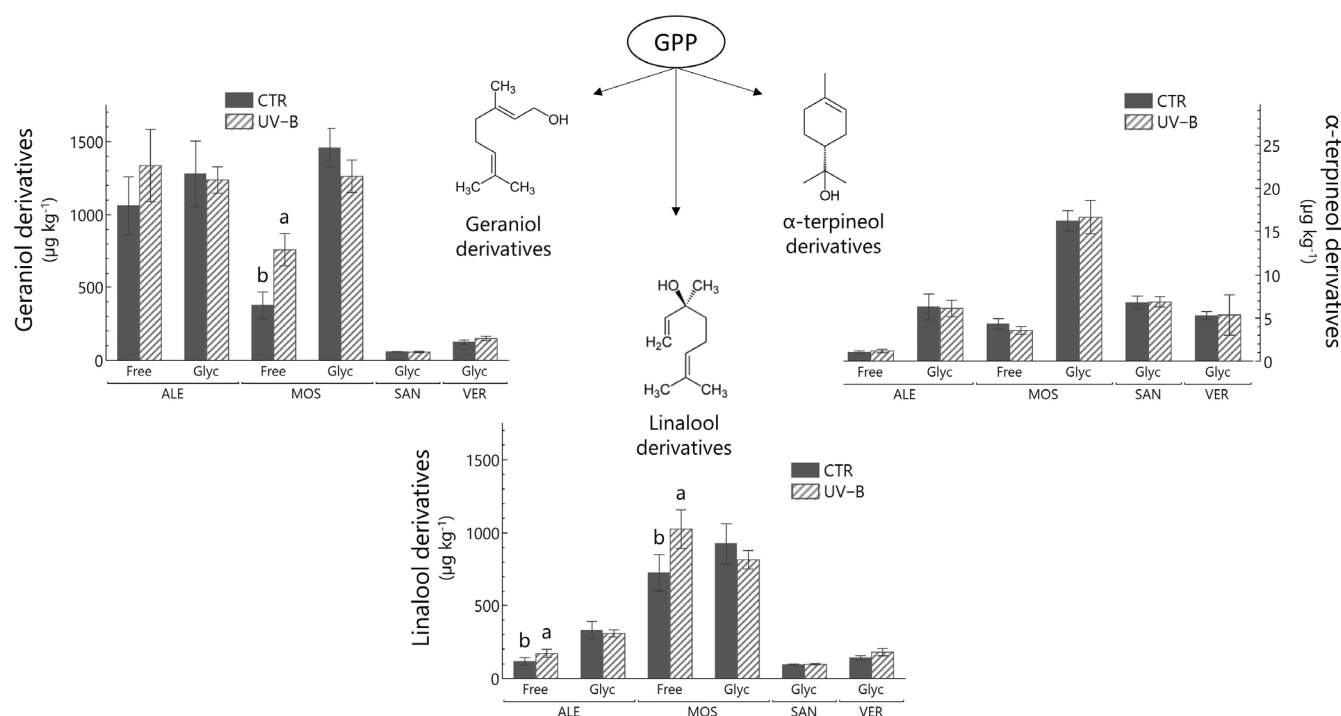 GPP
CTR
UV-B
Geraniol derivatives
(µg kg⁻¹)
1500
1000
500
0
b
a
Free
Glyc
Free
Glyc
Glyc
Glyc
ALE
MOS
SAN
VER
CH₃
OH
H₃C
CH₃
Geraniol
derivatives
OH
α-terpineol
derivatives
HO
CH₃
H₂C
H₃C
CH₃
Linalool
derivatives
CTR
UV-B
α-terpineol derivatives
(µg kg⁻¹)
25
20
15
10
5
0
Free
Glyc
Free
Glyc
Glyc
Glyc
ALE
MOS
SAN
VER
CTR
UV-B
Linalool derivatives
(µg kg⁻¹)
1500
1000
500
0
b
a
b
a
Free
Glyc
Free
Glyc
Glyc
Glyc
ALE
MOS
SAN
VER